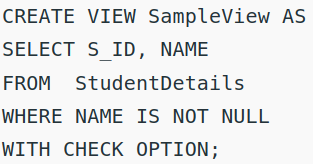 CREATE VIEW SampleView AS
SELECT S_ID, NAME
FROM  StudentDetails
WHERE NAME IS NOT NULL
WITH CHECK OPTION;